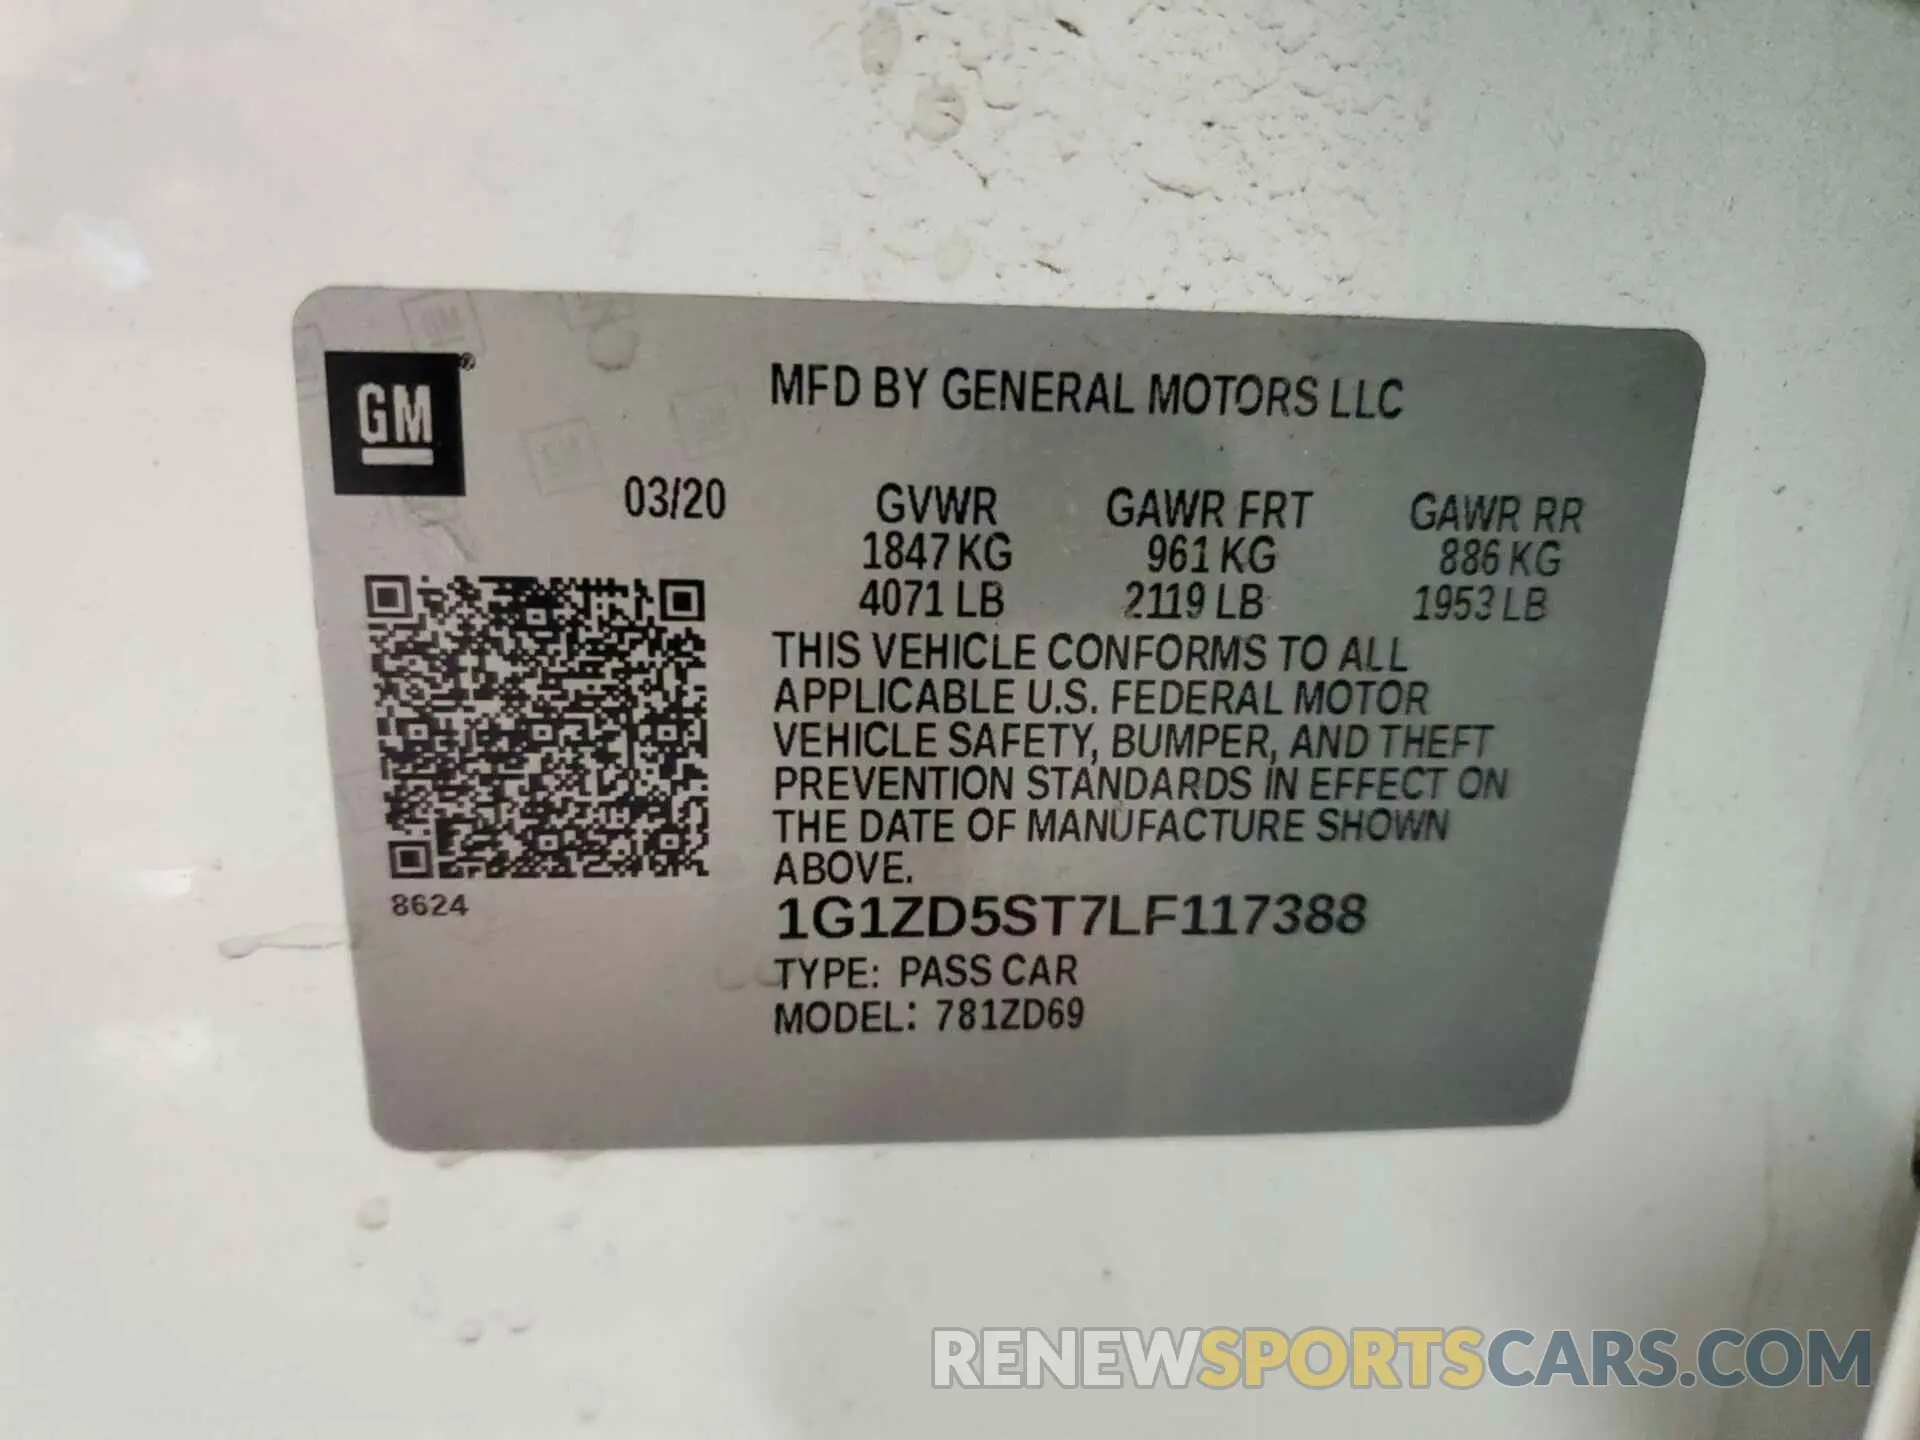 GM®
MFD BY GENERAL MOTORS LLC
03/20
GVWR GAWR FRT GAWR RR
1847 KG 961 KG 886 KG
4071 LB 2119 LB 1953 LB
THIS VEHICLE CONFORMS TO ALL
APPLICABLE U.S. FEDERAL MOTOR
VEHICLE SAFETY, BUMPER, AND THEFT
PREVENTION STANDARDS IN EFFECT ON
THE DATE OF MANUFACTURE SHOWN
ABOVE.
8624
1G1ZD5ST7LF117388
TYPE: PASS CAR
MODEL: 781ZD69
RENEWSPORTSCARS.COM